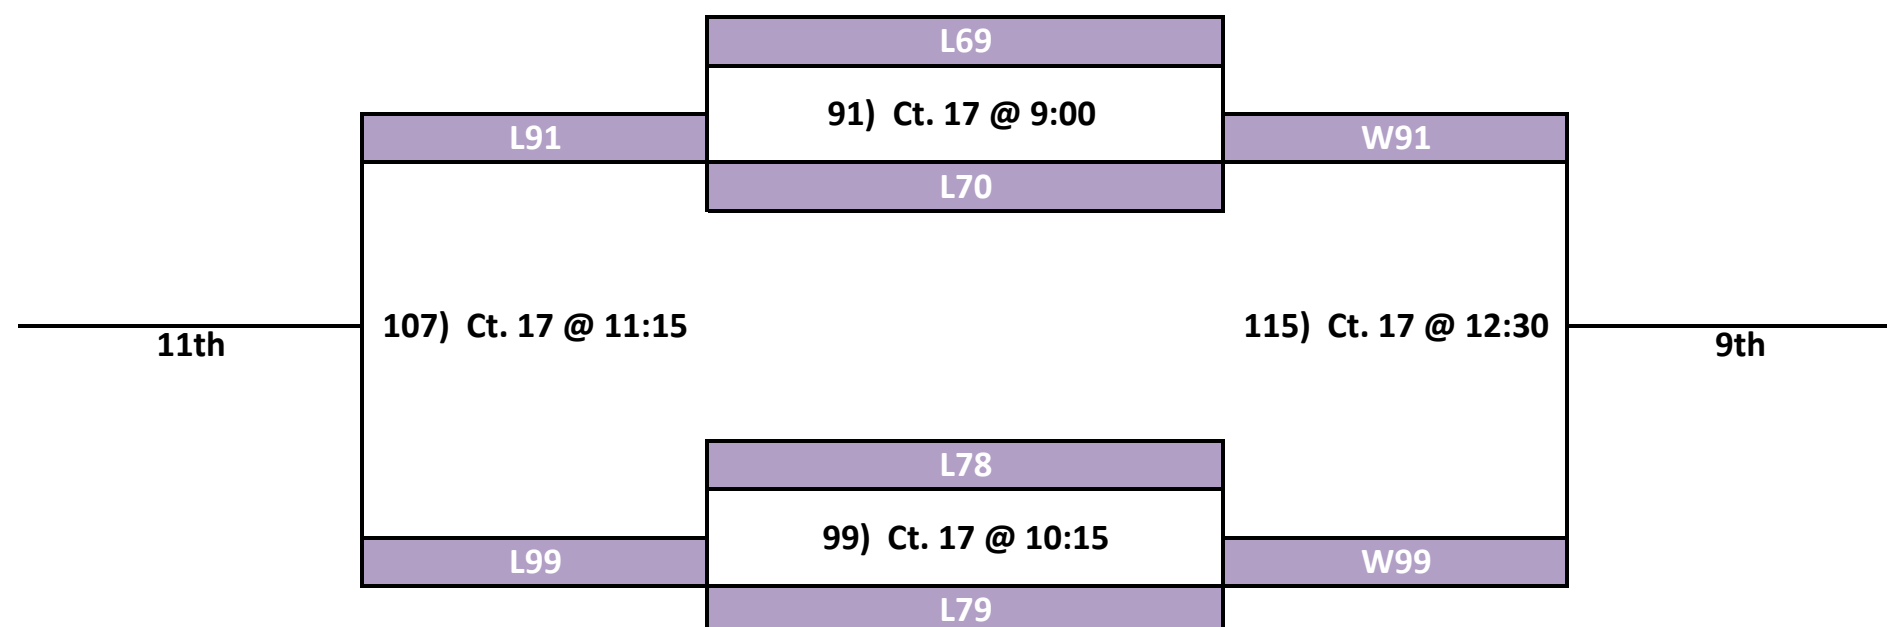 L69
91)  Ct. 17 @ 9:00
L91
W91
L70
107)  Ct. 17 @ 11:15
115)  Ct. 17 @ 12:30
11th
9th
L78
99)  Ct. 17 @ 10:15
L99
W99
L79